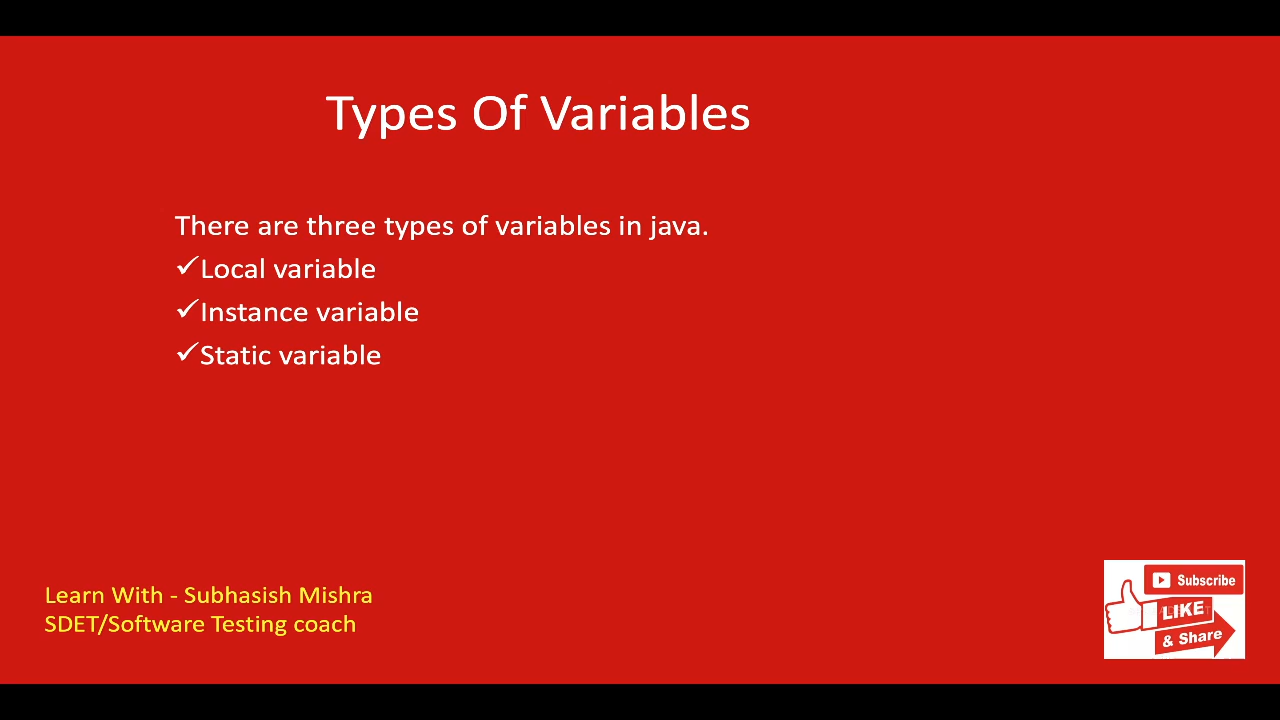 Types Of Variables
There are three types of variables in java.
✓Local variable
✓Instance variable
✓Static variable
Learn With - Subhasish Mishra
SDET/Software Testing coach
Subscribe
LIKE
& Share